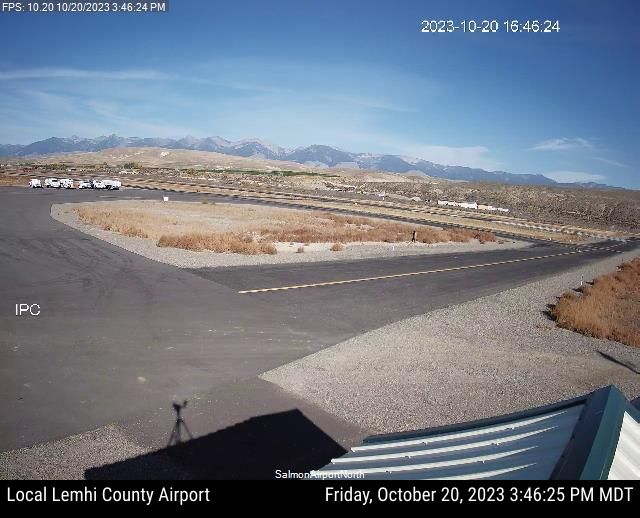 FPS: 10.20 10/20/2023 3:46:24 PM
2023-10-20 16:46:24
IPC
SalmonAirportNorth
Local Lemhi County Airport Friday, October 20, 2023 3:46:25 PM MDT